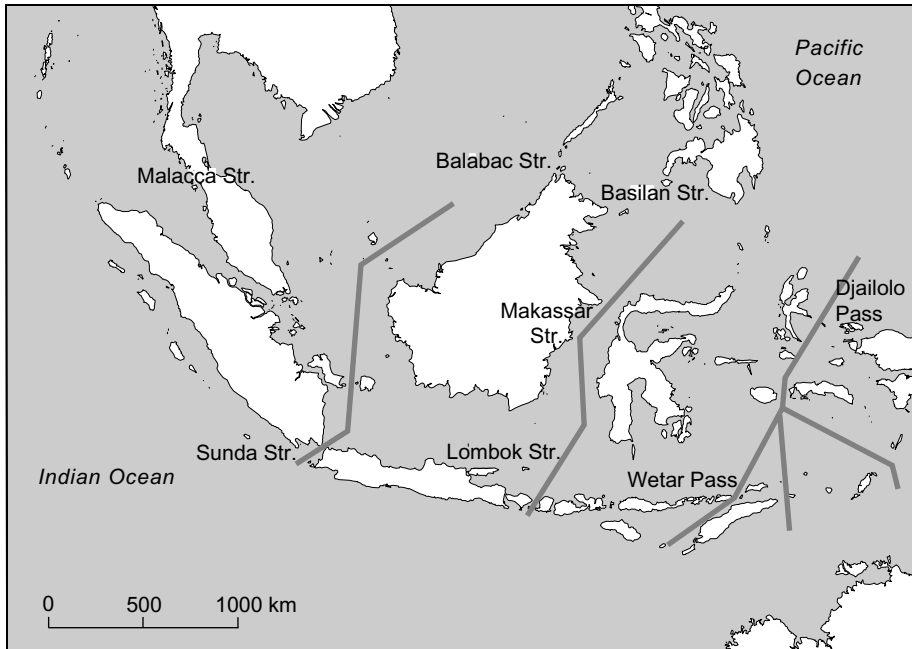 Pacific
Ocean
Balabac Str.
Malacca Str.
Basilan Str.
Djailolo
Pass
Makassar
Str.
Sunda Str.
Lombok Str.
Indian Ocean
Wetar Pass
0 500 1000 km